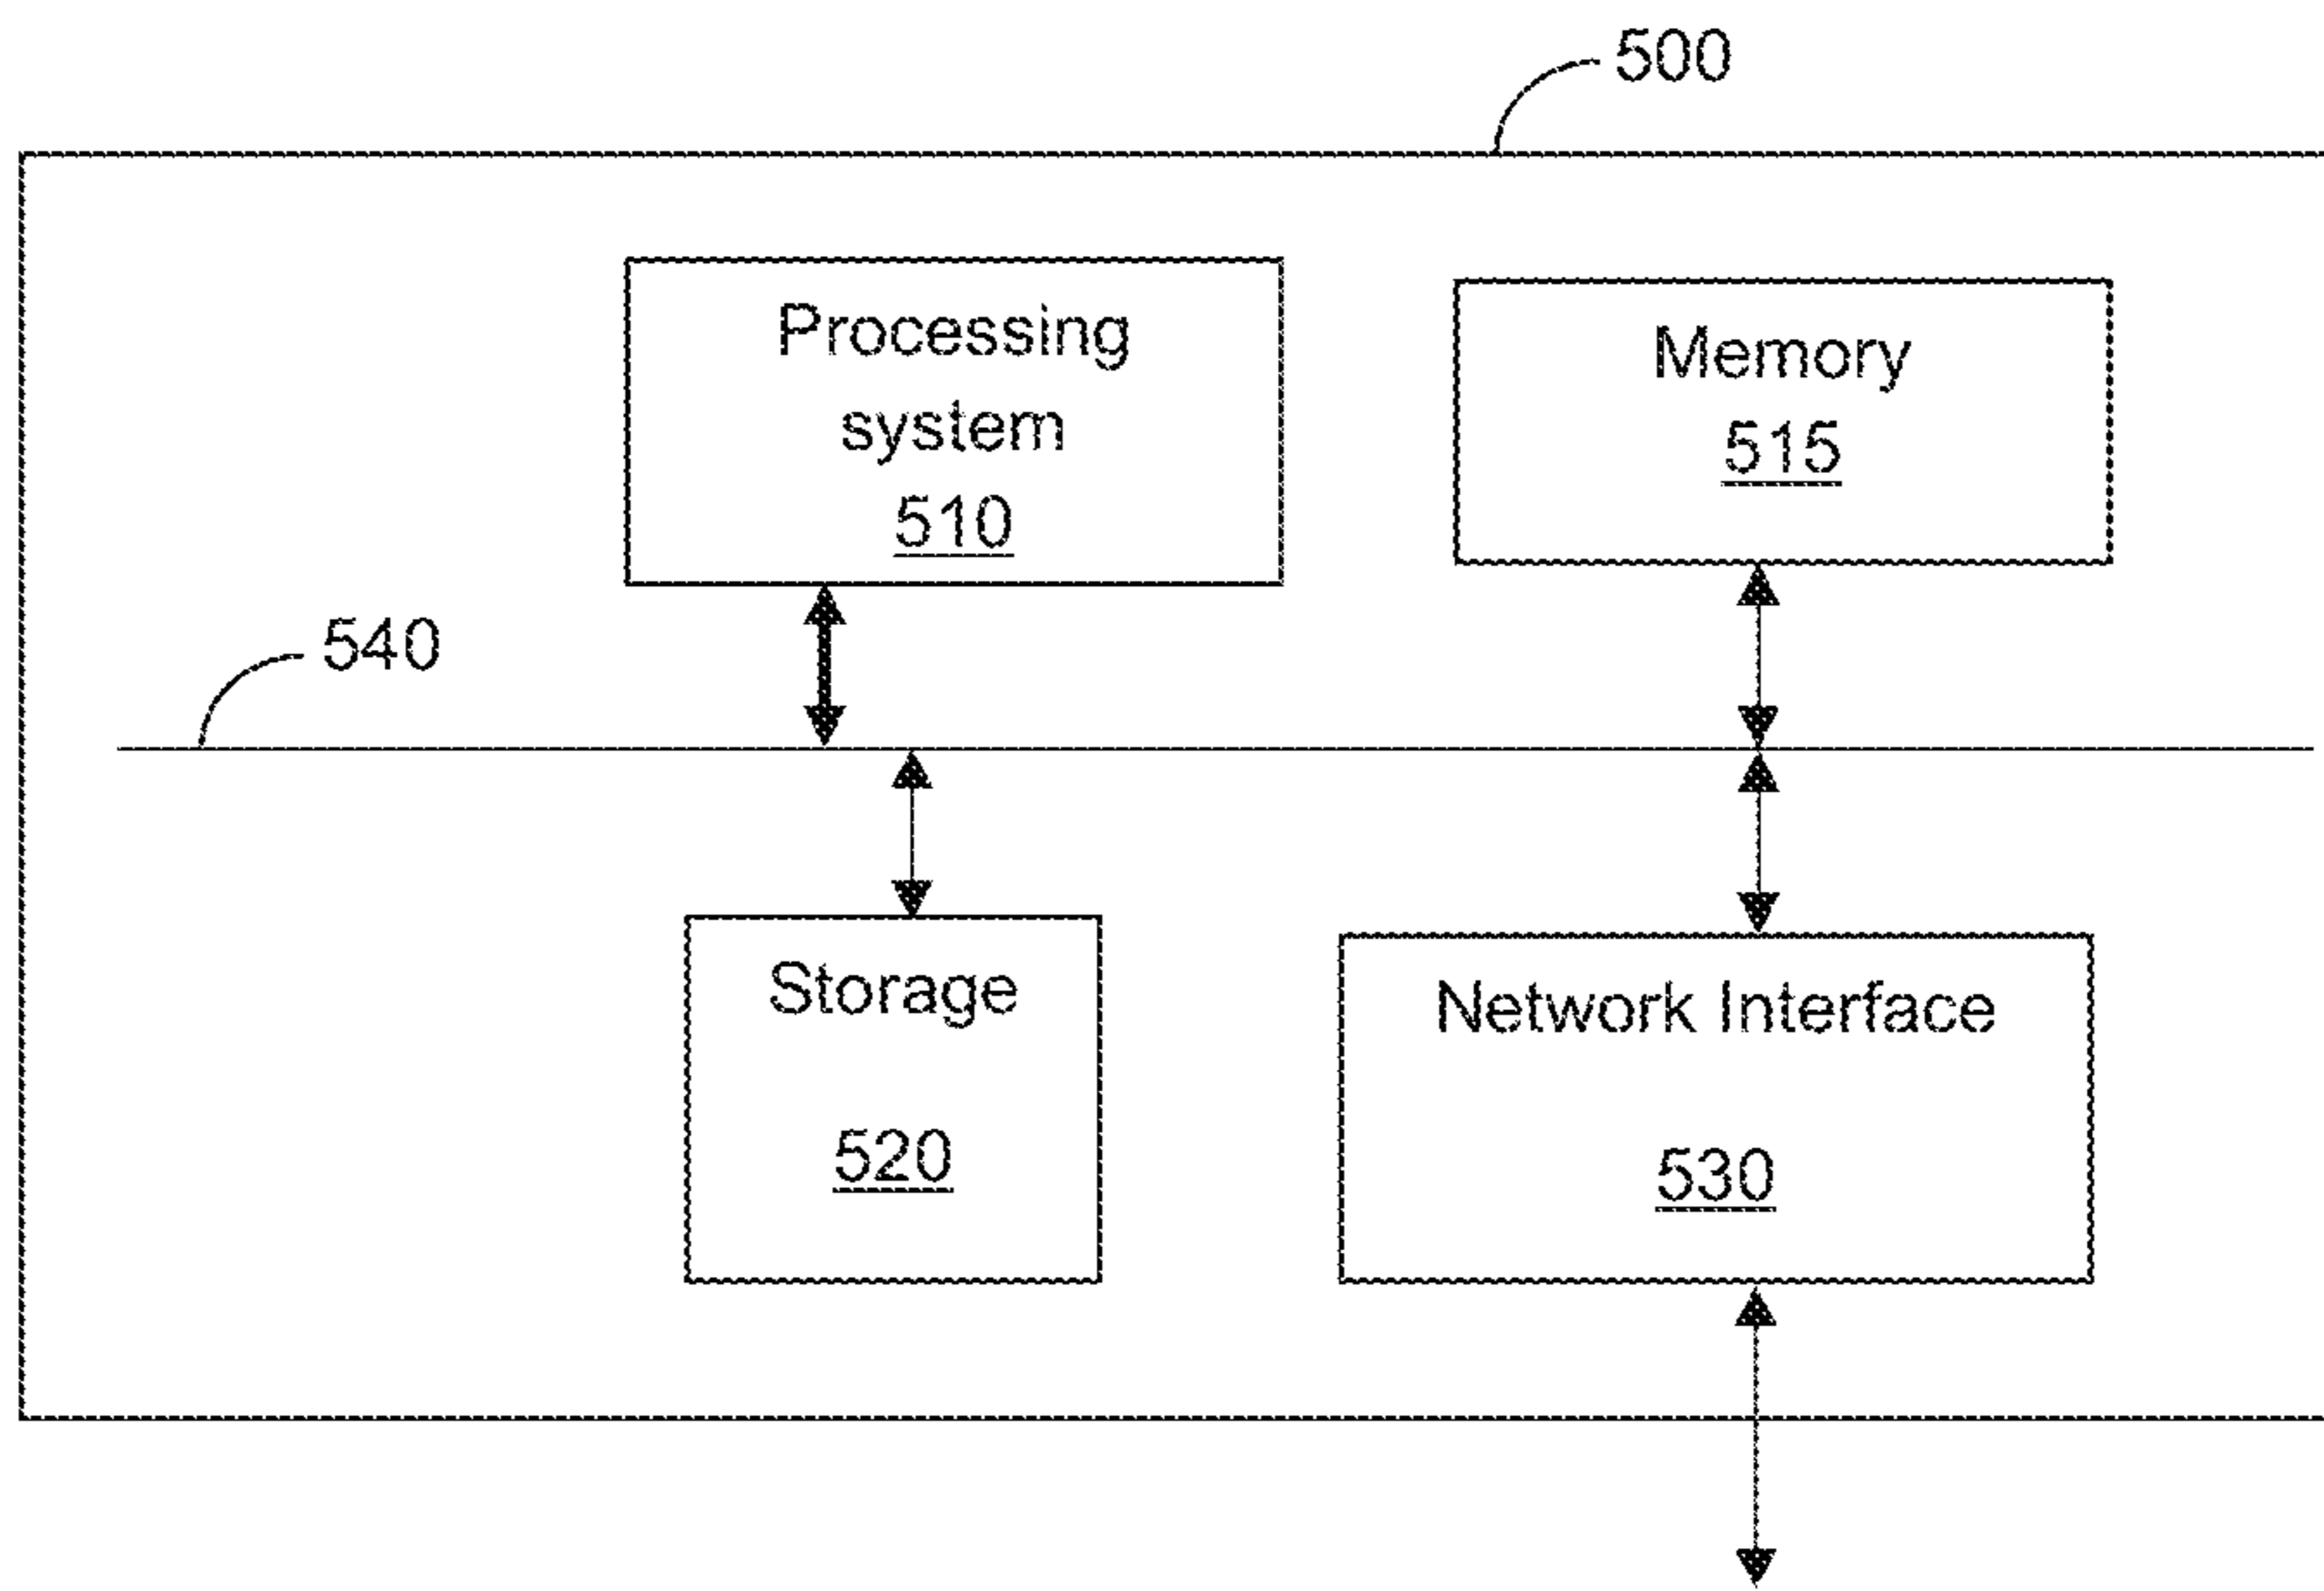 500
Processing
system
510
Memory
515
540
Storage
520
Network Interface
530